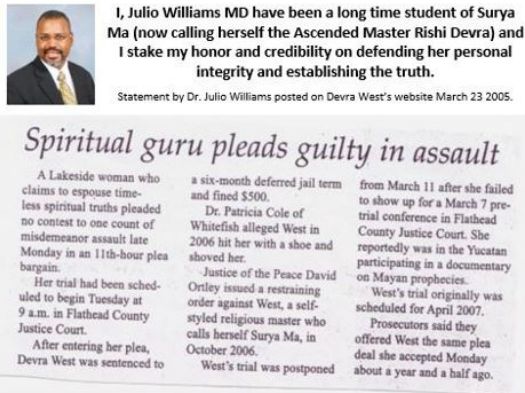 I, Julio Williams MD have been a long time student of Surya
Ma (now calling herself the Ascended Master Rishi Devra) and
I stake my honor and credibility on defending her personal
integrity and establishing the truth.
Statement by Dr. Julio Williams posted on Devra West's website March 23 2005.
Spiritual guru pleads guilty in assault
A Lakeside woman who
claims to espouse time-
less spiritual truths pleaded
no contest to one count of
misdemeanor assault late
Monday in an 11th-hour plea
bargain.
Her trial had been sched-
uled to begin Tuesday at
9 a.m. in Flathead County
Justice Court.
After entering her plea,
Devra West was sentenced to
a six-month deferred jail term
and fined $500.
Dr. Patricia Cole of
Whitefish alleged West in
2006 hit her with a shoe and
shoved her.
Justice of the Peace David
Ortley issued a restraining
order against West, a self-
styled religious master who
calls herself Surya Ma, in
October 2006.
West's trial was postponed
from March 11 after she failed
to show up for a March 7 pre-
trial conference in Flathead
County Justice Court. She
reportedly was in the Yucatan
participating in a documentary
on Mayan prophecies.
West's trial originally was
scheduled for April 2007.
Prosecutors said they
offered West the same plea
deal she accepted Monday
about a year and a half ago.